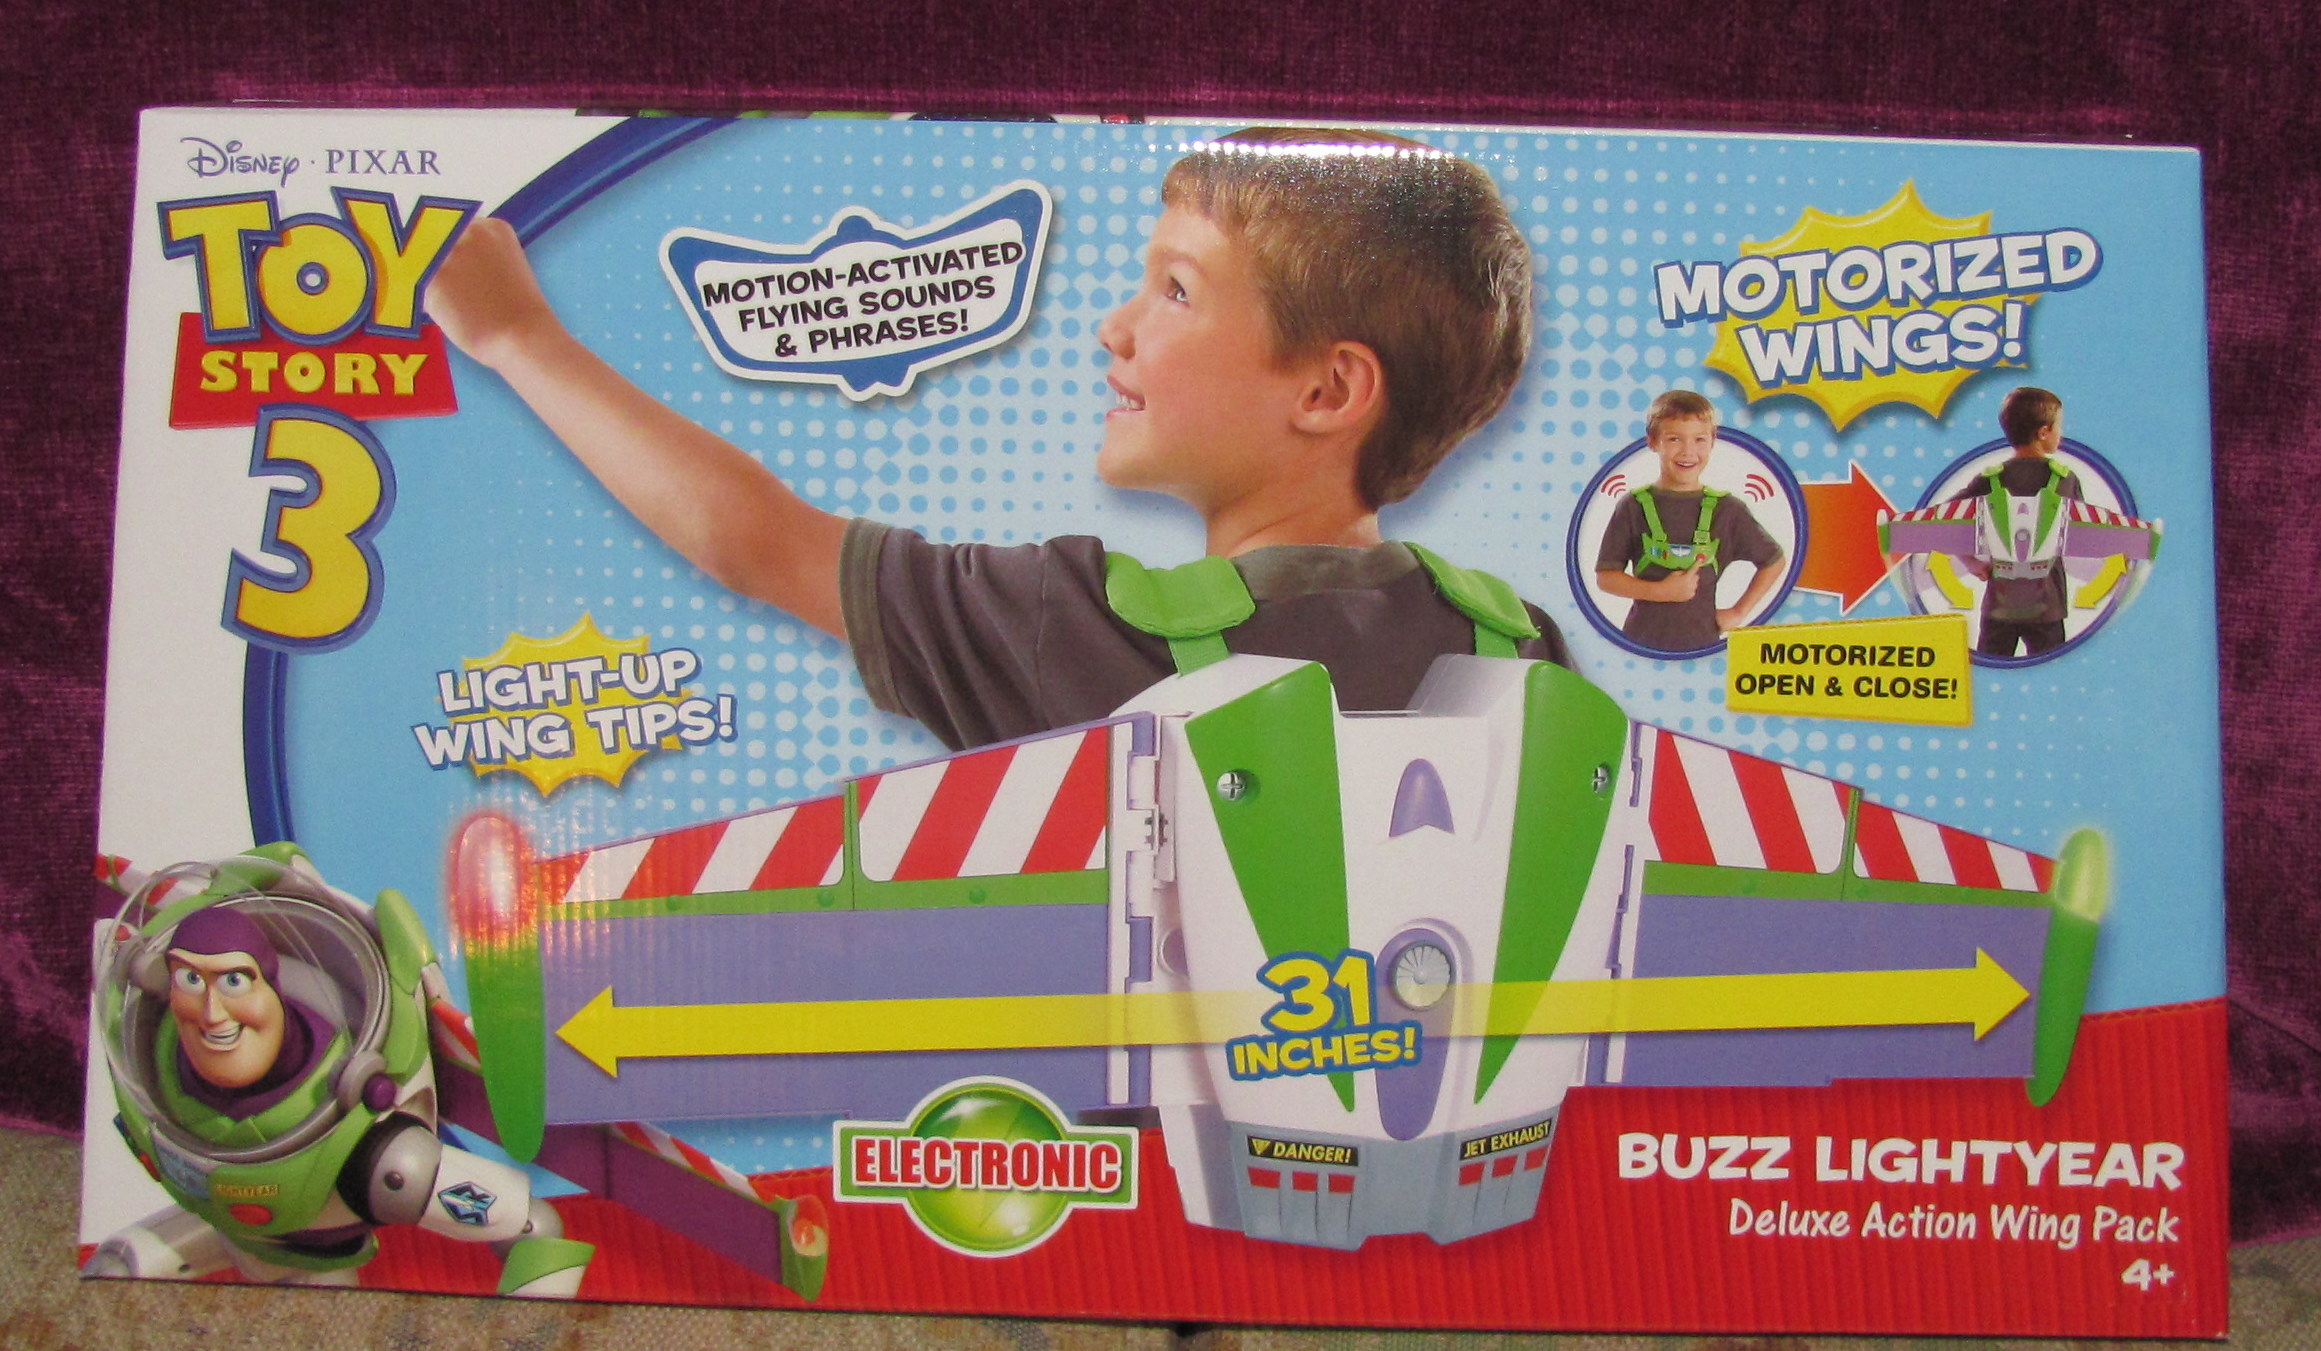 Disney · PIXAR
TOY
STORY
3
MOTION-ACTIVATED
FLYING SOUNDS
& PHRASES!
MOTORIZED
WINGS!
MOTORIZED
OPEN & CLOSE!
LIGHT-UP
WING TIPS!
31
INCHES!
ELECTRONIC
DANGER!
JET EXHAUST
LIGHTYEAR
BUZZ LIGHTYEAR
Deluxe Action Wing Pack
4+